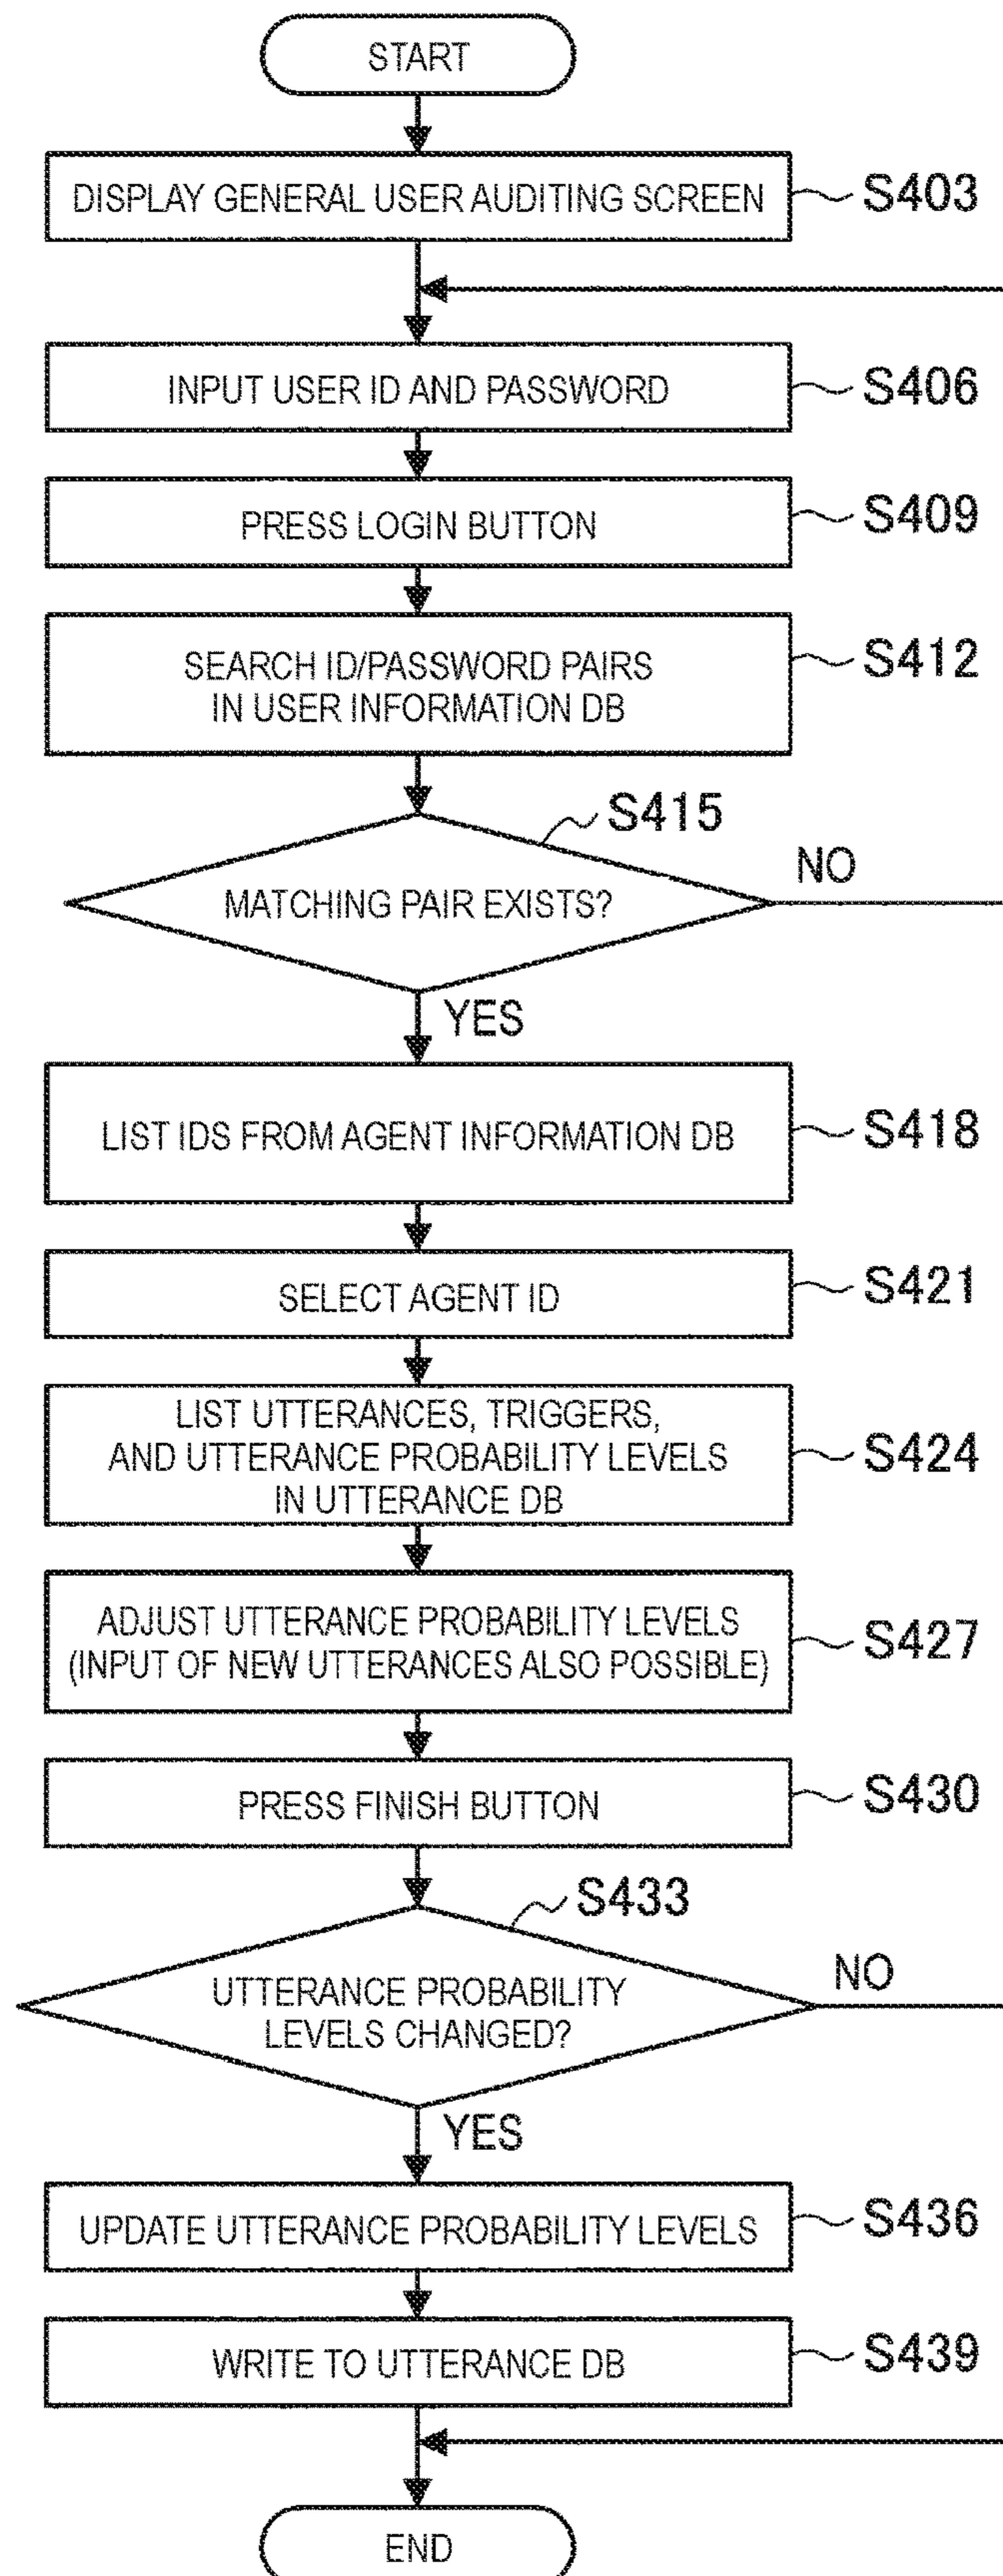 START
DISPLAY GENERAL USER AUDITING SCREEN
S403
INPUT USER ID AND PASSWORD
S406
PRESS LOGIN BUTTON
S409
SEARCH ID/PASSWORD PAIRS
IN USER INFORMATION DB
S412
S415
MATCHING PAIR EXISTS?
NO
YES
LIST IDS FROM AGENT INFORMATION DB
S418
SELECT AGENT ID
S421
LIST UTTERANCES, TRIGGERS,
AND UTTERANCE PROBABILITY LEVELS
IN UTTERANCE DB
S424
ADJUST UTTERANCE PROBABILITY LEVELS
(INPUT OF NEW UTTERANCES ALSO POSSIBLE)
S427
PRESS FINISH BUTTON
S430
S433
UTTERANCE PROBABILITY
LEVELS CHANGED?
NO
YES
UPDATE UTTERANCE PROBABILITY LEVELS
S436
WRITE TO UTTERANCE DB
S439
END